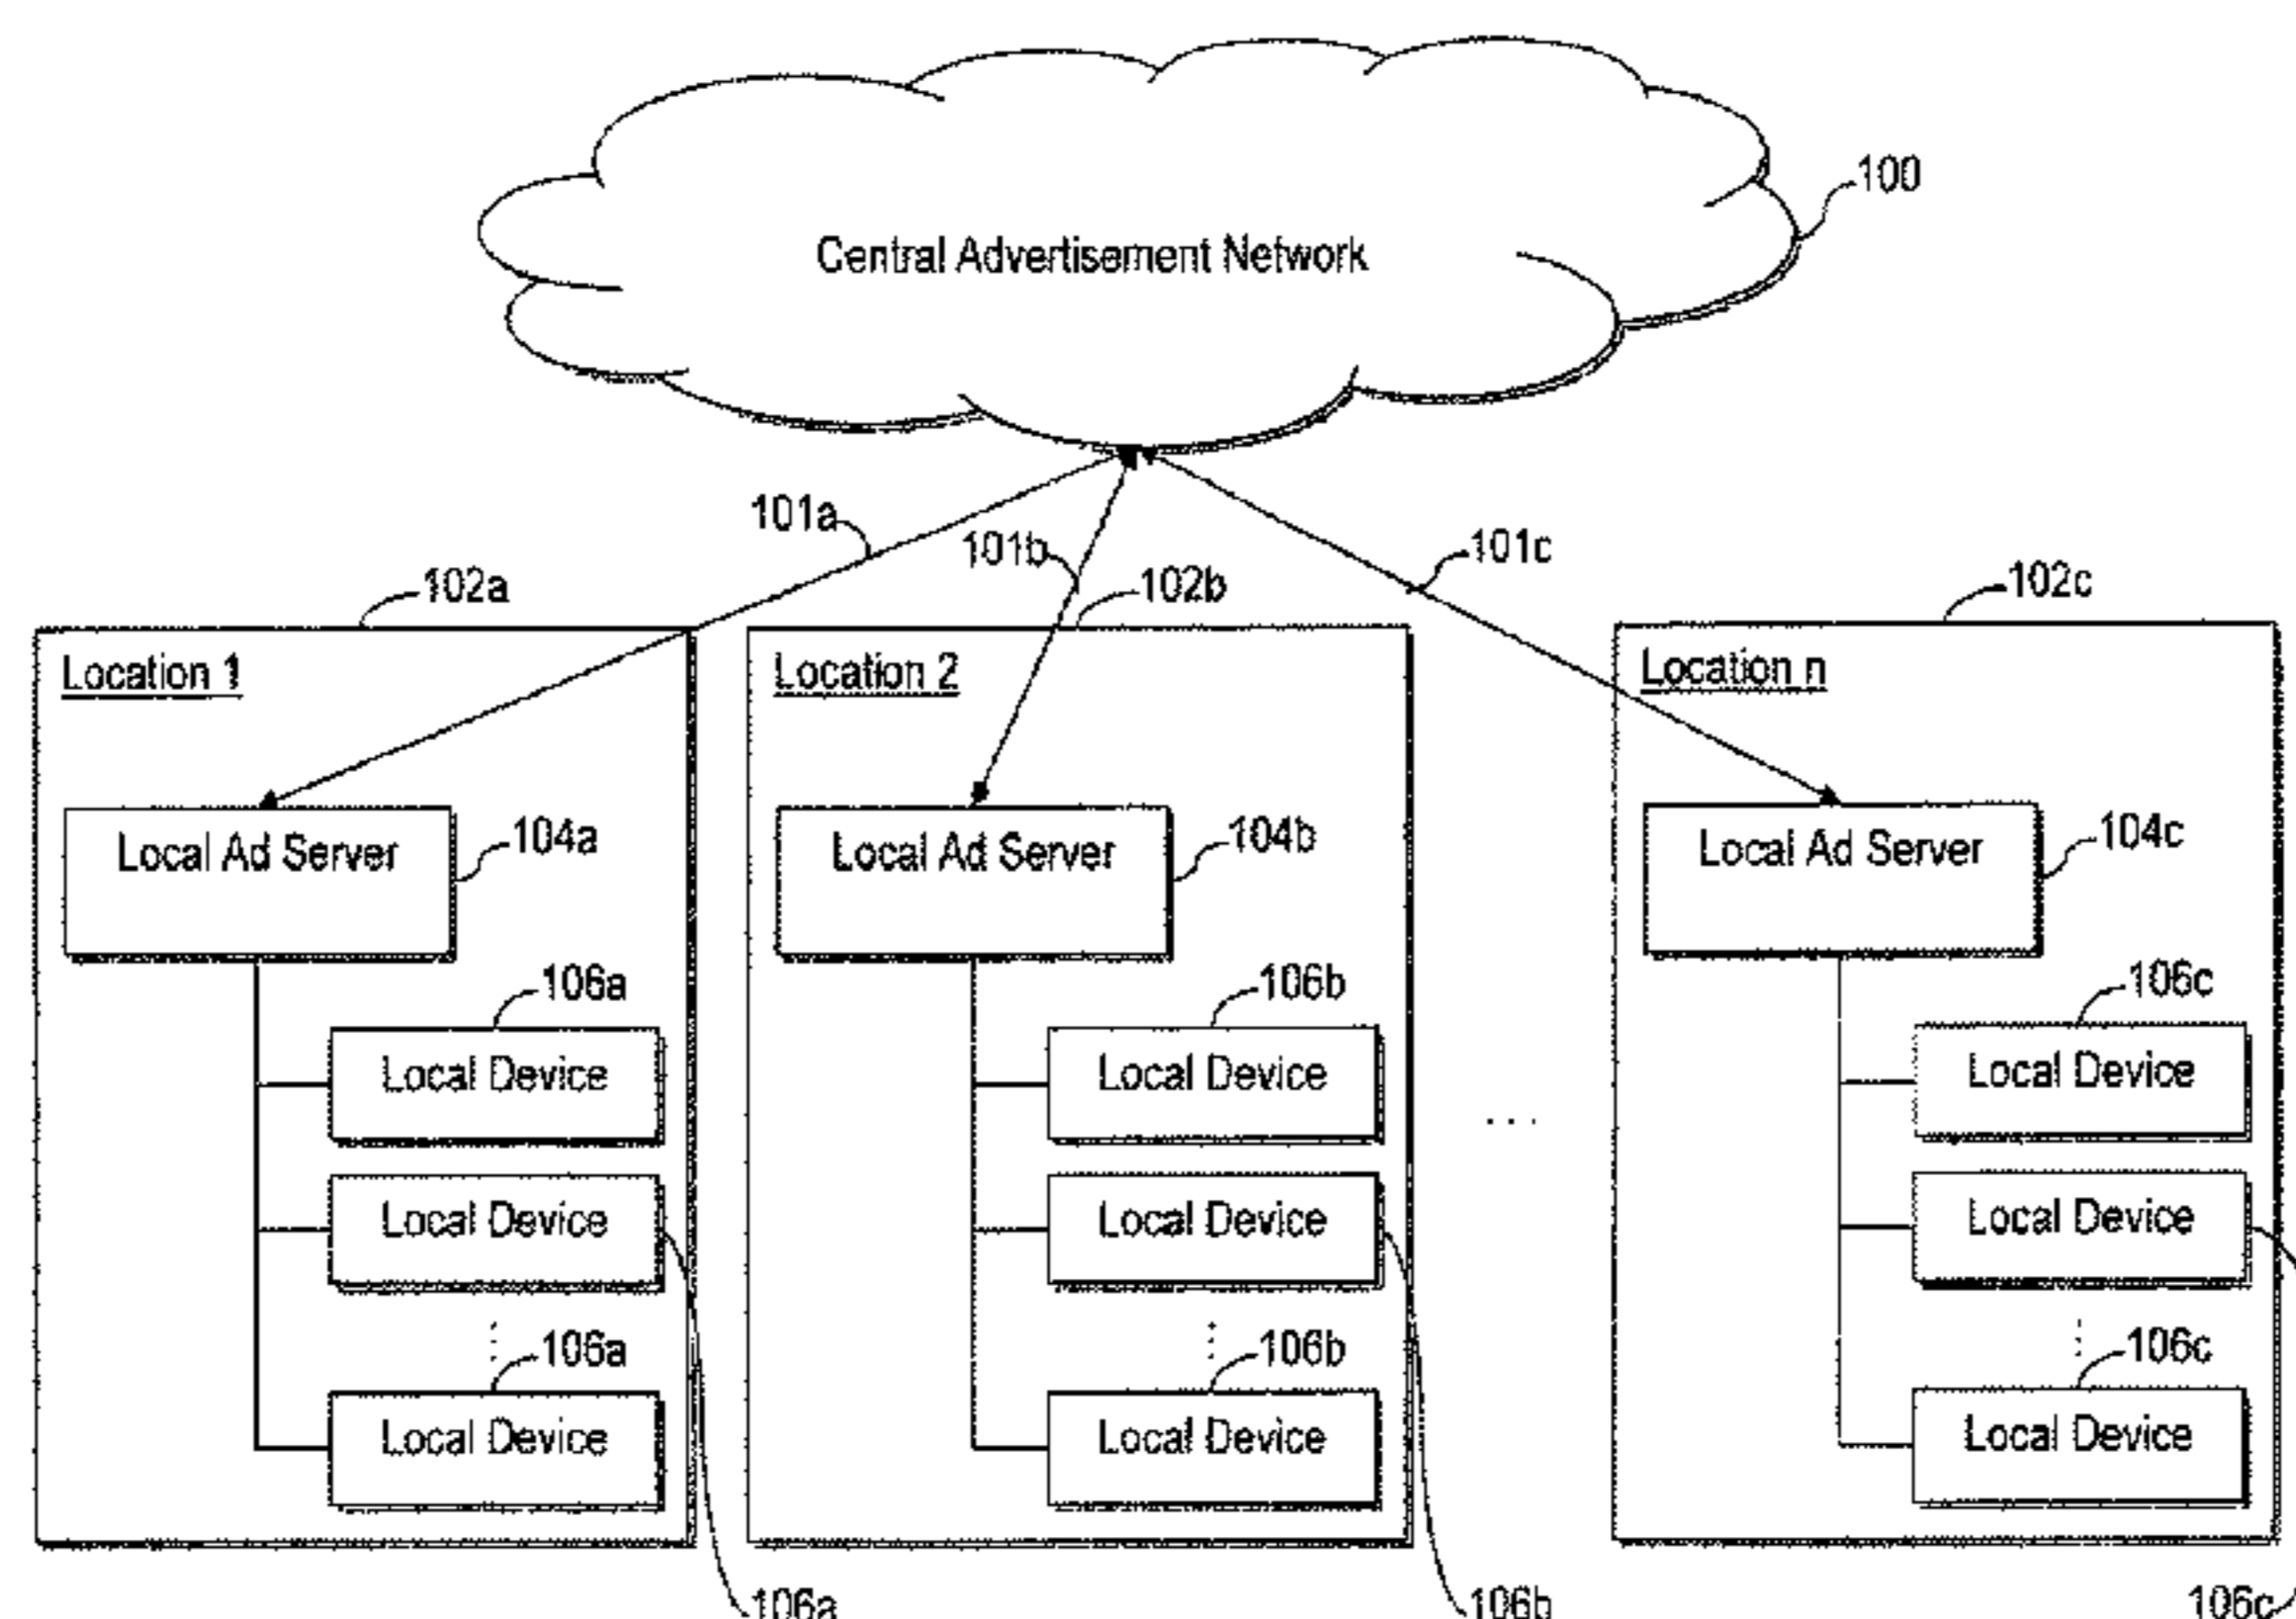 100
Central Advertisement Network
101a
101b
101c
102a
102b
102c
Location 1
Location 2
Location n
Local Ad Server
104a
Local Ad Server
104b
Local Ad Server
104c
106a
106b
106c
Local Device
Local Device
Local Device
...
Local Device
Local Device
Local Device
106a
106b
106c
Local Device
Local Device
Local Device
106a
106b
106c